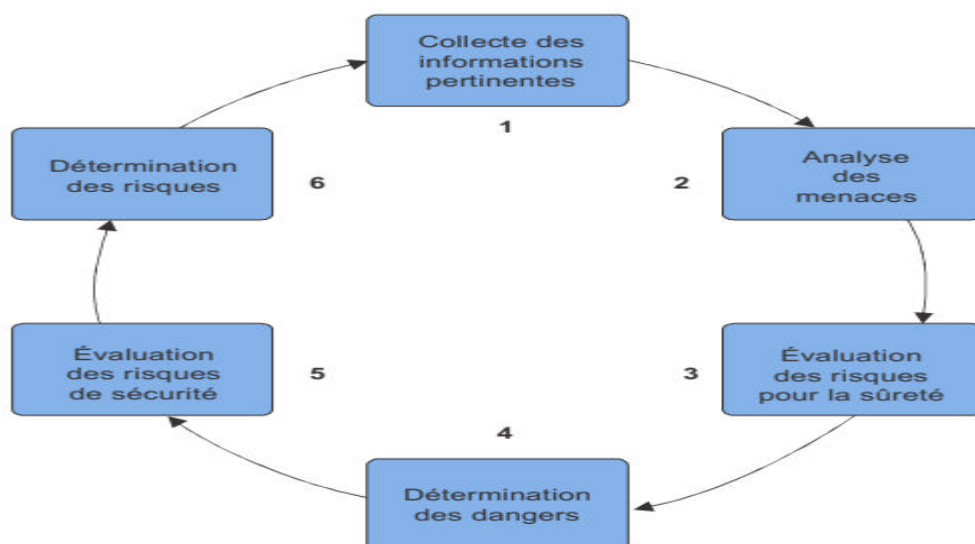 Collecte des
informations
pertinentes
1
Analyse
des
menaces
2
Évaluation
des risques
pour la sûreté
3
Détermination
des dangers
4
Évaluation
des risques
de sécurité
5
Détermination
des risques
6